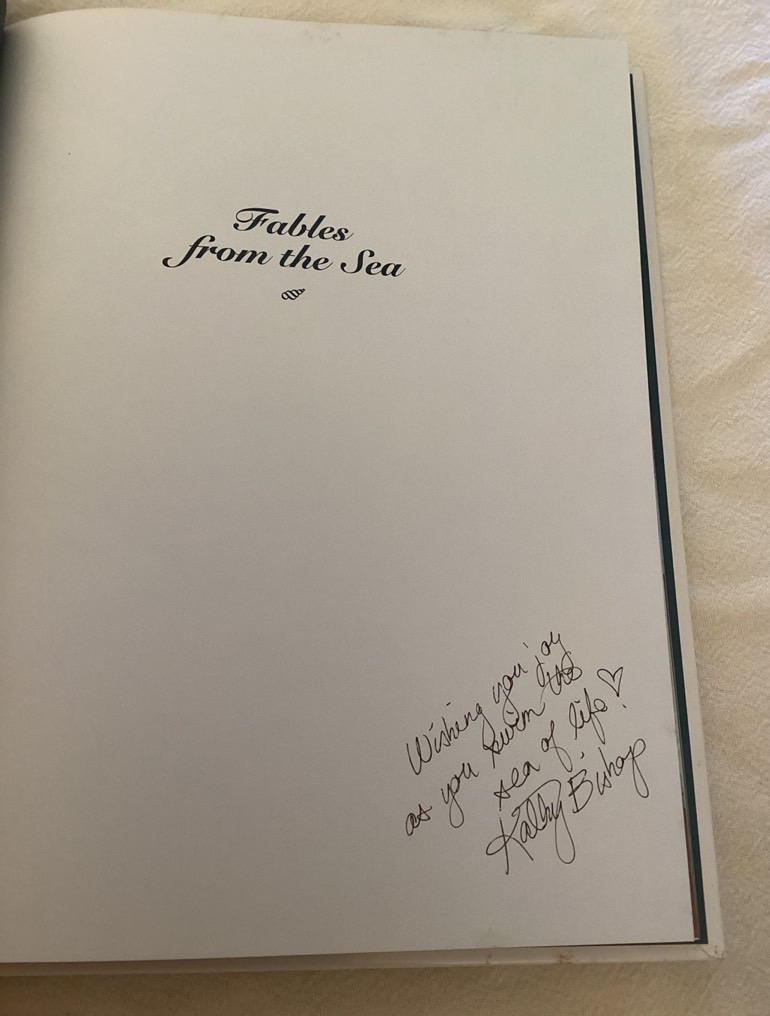 Fables
from the Sea
Wishing you joy
as you swim the
sea of life!
Kathy Bishop